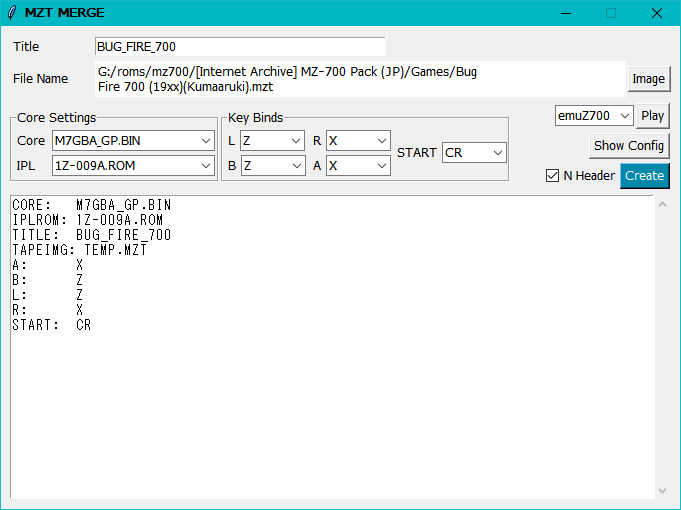 MZT MERGE
Title BUG_FIRE_700
File Name G:/roms/mz700/[Internet Archive] MZ-700 Pack (JP)/Games/Bug
Fire 700 (19xx)(Kumaaruki).mzt
Image
emuZ700 Play
Core Settings Key Binds
Core M7GBA_GP.BIN L Z R X START CR Show Config
IPL 1Z-009A.ROM B Z A X N Header Create
CORE: M7GBA_GP.BIN
IPLROM: 1Z-009A.ROM
TITLE: BUG_FIRE_700
TAPEIMG: TEMP.MZT
A: X
B: Z
L: Z
R: X
START: CR